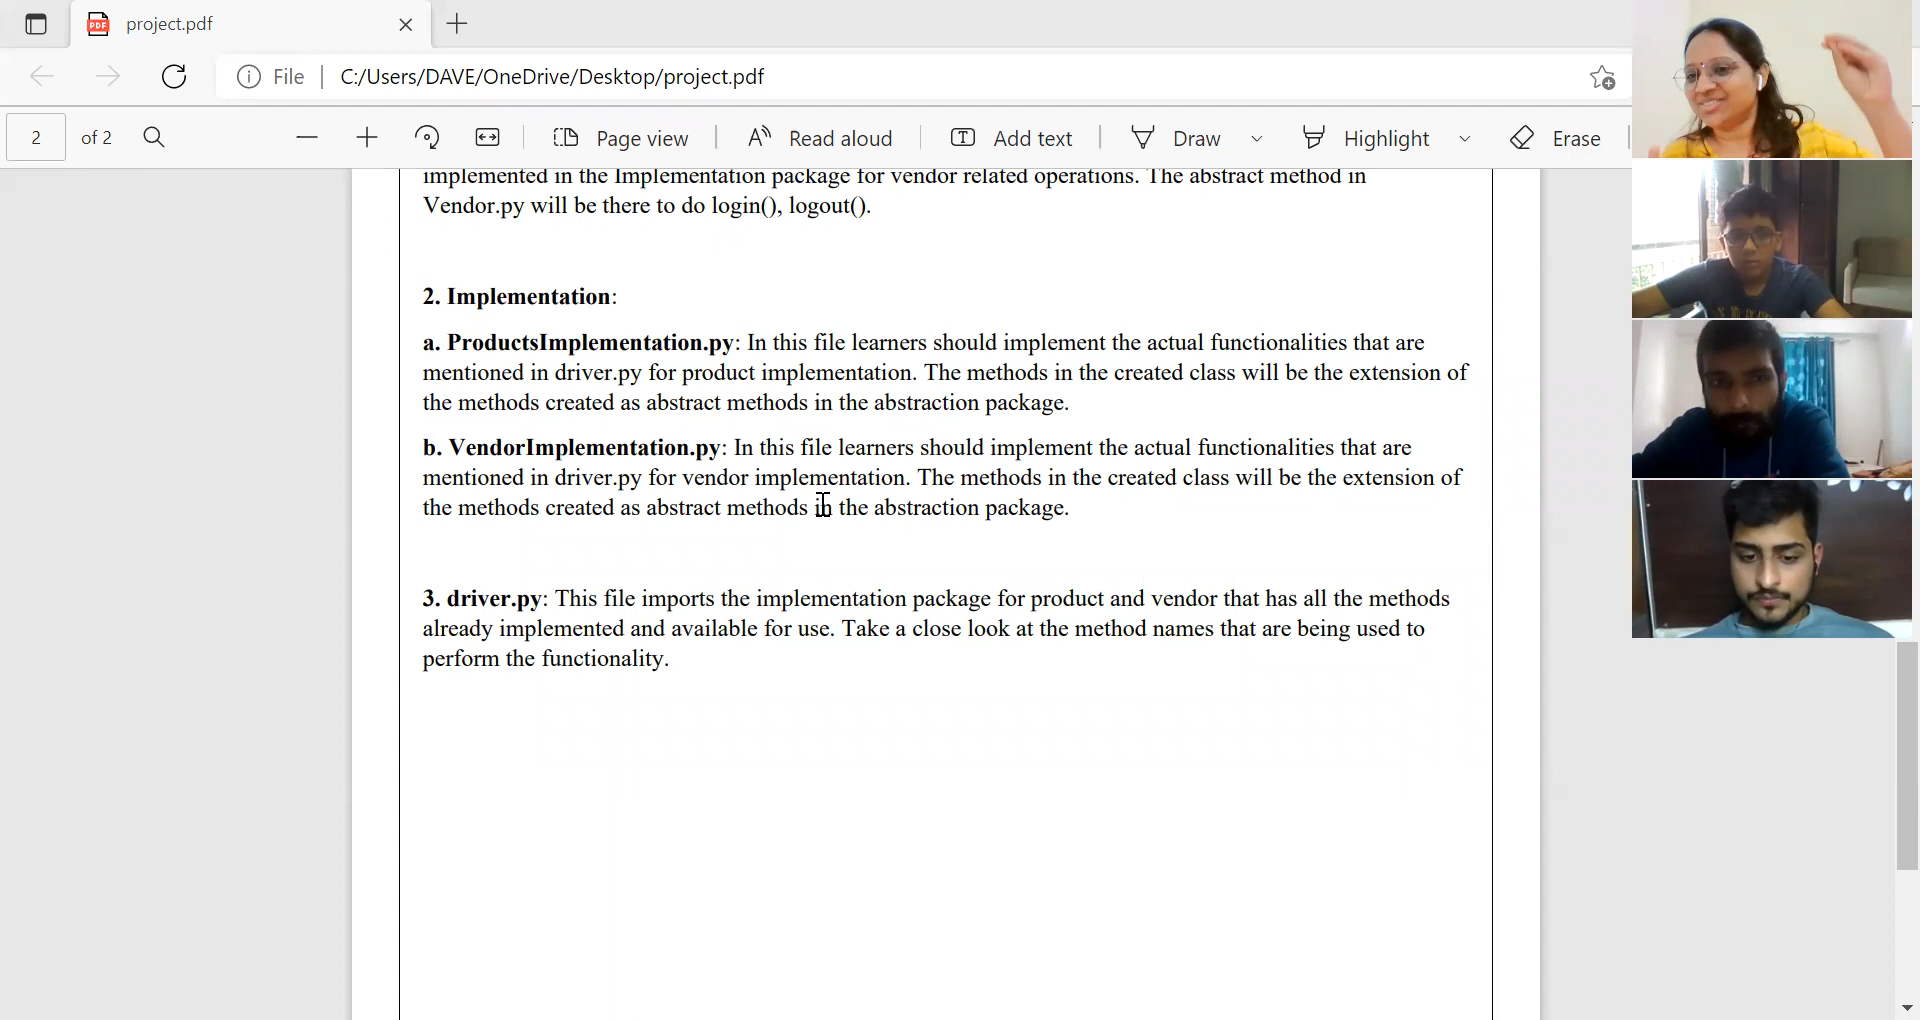 project.pdf
File
C:/Users/DAVE/OneDrive/Desktop/project.pdf
2 of 2 Page view Read aloud Add text Draw Highlight Erase
implemented in the Implementation package for vendor related operations. The abstract method in
Vendor.py will be there to do login(), logout().
2. Implementation:
a. ProductsImplementation.py: In this file learners should implement the actual functionalities that are
mentioned in driver.py for product implementation. The methods in the created class will be the extension of
the methods created as abstract methods in the abstraction package.
b. VendorImplementation.py: In this file learners should implement the actual functionalities that are
mentioned in driver.py for vendor implementation. The methods in the created class will be the extension of
the methods created as abstract methods in the abstraction package.
3. driver.py: This file imports the implementation package for product and vendor that has all the methods
already implemented and available for use. Take a close look at the method names that are being used to
perform the functionality.